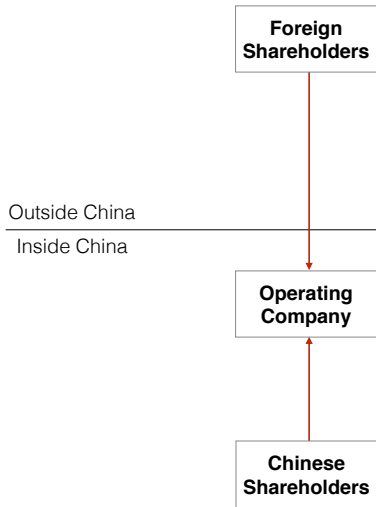 Foreign
Shareholders
Outside China
Inside China
Operating
Company
Chinese
Shareholders